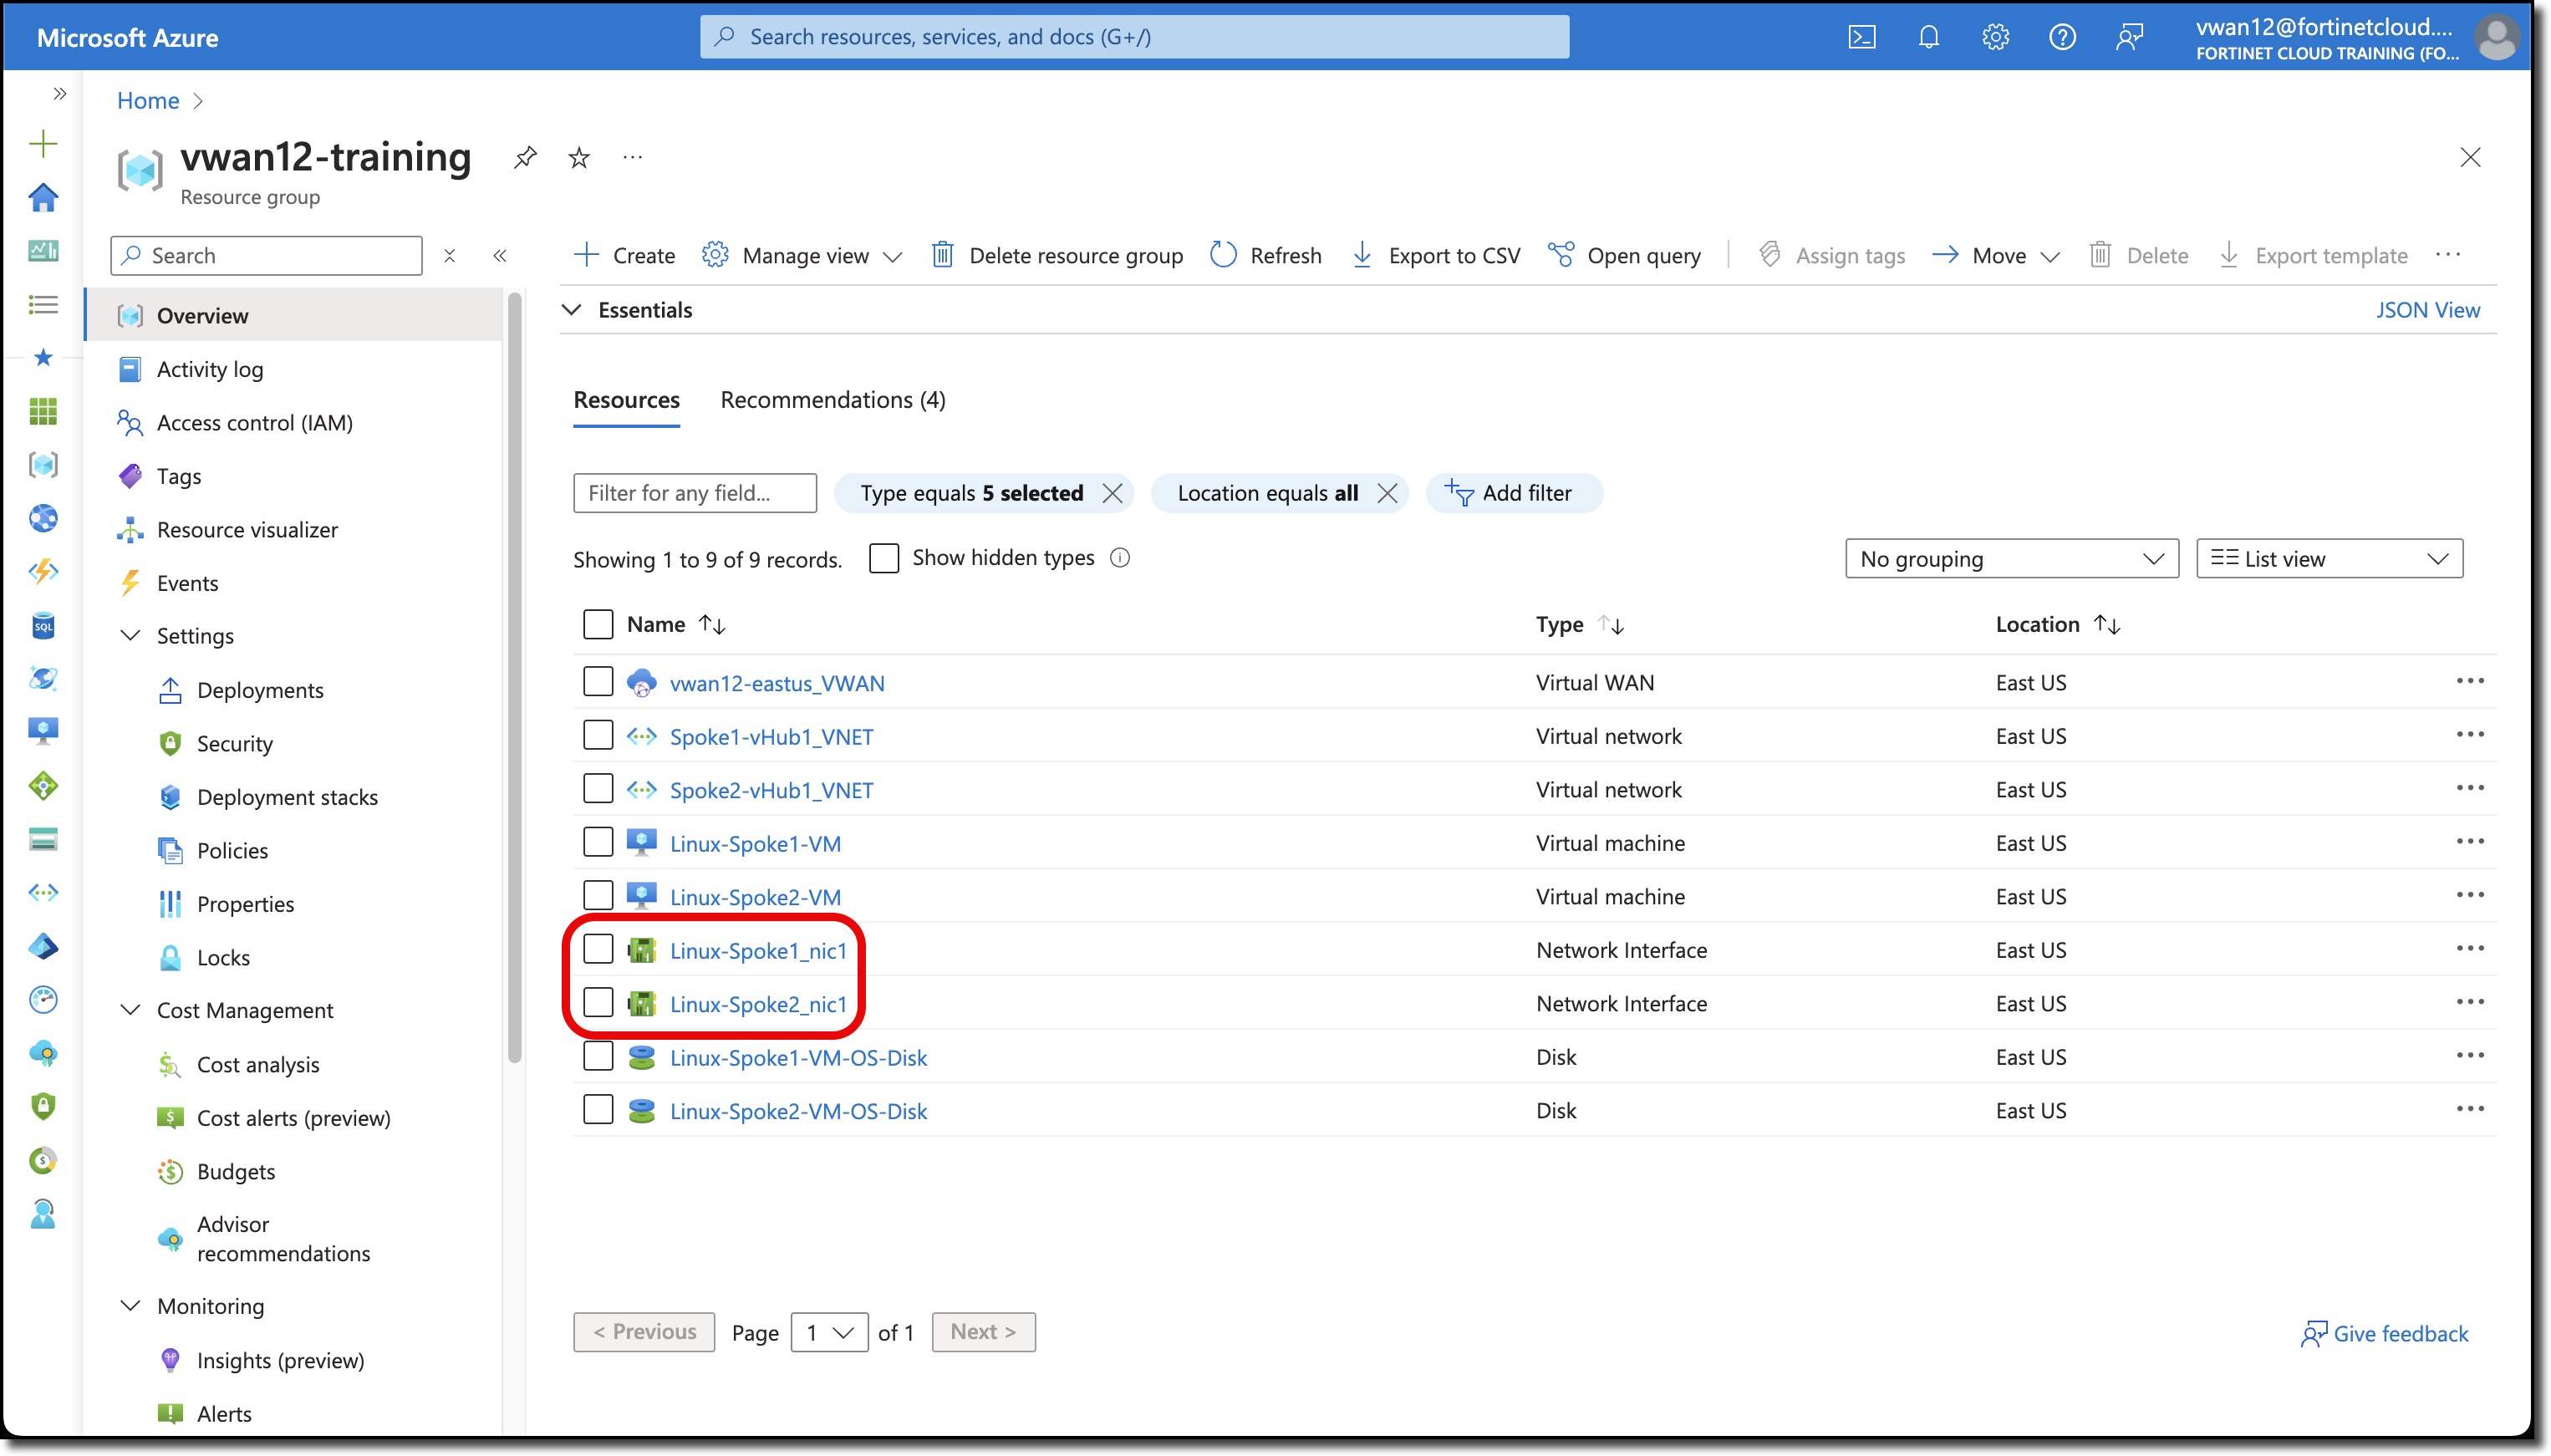 Microsoft Azure
Search resources, services, and docs (G+/)
vwan12@fortinetcloud....
FORTINET CLOUD TRAINING (FO...
Home
vwan12-training
Resource group
Search
Create
Manage view
Delete resource group
Refresh
Export to CSV
Open query
Assign tags
Move
Delete
Export template
Overview
Activity log
Access control (IAM)
Tags
Resource visualizer
Events
Settings
Deployments
Security
Deployment stacks
Policies
Properties
Locks
Cost Management
Cost analysis
Cost alerts (preview)
Budgets
Advisor
recommendations
Monitoring
Insights (preview)
Alerts
Essentials
JSON View
Resources
Recommendations (4)
Filter for any field...
Type equals 5 selected
Location equals all
Add filter
Showing 1 to 9 of 9 records.
Show hidden types
No grouping
List view
Name Type Location
vwan12-eastus_VWAN Virtual WAN East US
Spoke1-vHub1_VNET Virtual network East US
Spoke2-vHub1_VNET Virtual network East US
Linux-Spoke1-VM Virtual machine East US
Linux-Spoke2-VM Virtual machine East US
Linux-Spoke1_nic1 Network Interface East US
Linux-Spoke2_nic1 Network Interface East US
Linux-Spoke1-VM-OS-Disk Disk East US
Linux-Spoke2-VM-OS-Disk Disk East US
< Previous Page 1 of 1 Next >
Give feedback
SQL